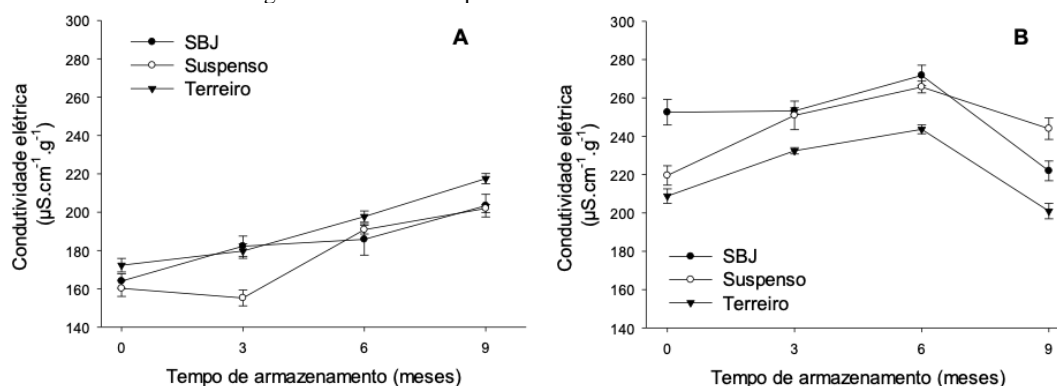 300
280
260
240
220
200
180
160
140
Condutividade elétrica
(µS.cm⁻¹.g⁻¹)
SBJ
Suspenso
Terreiro
A
0 3 6 9
Tempo de armazenamento (meses)
300
280
260
240
220
200
180
160
140
Condutividade elétrica
(µS.cm⁻¹.g⁻¹)
B
SBJ
Suspenso
Terreiro
0 3 6 9
Tempo de armazenamento (meses)